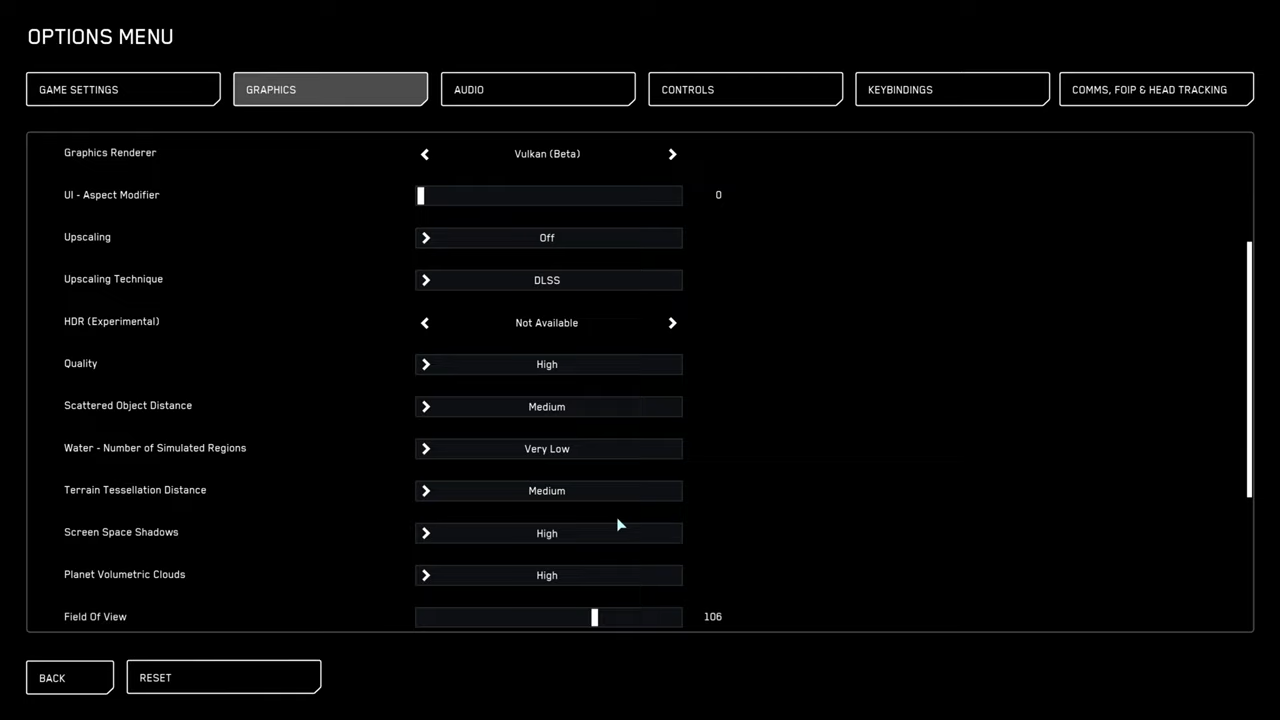 OPTIONS MENU
GAME SETTINGS GRAPHICS AUDIO CONTROLS KEYBINDINGS COMMS, FOIP & HEAD TRACKING
Graphics Renderer Vulkan (Beta)
UI - Aspect Modifier 0
Upscaling Off
Upscaling Technique DLSS
HDR (Experimental) Not Available
Quality High
Scattered Object Distance Medium
Water - Number of Simulated Regions Very Low
Terrain Tessellation Distance Medium
Screen Space Shadows High
Planet Volumetric Clouds High
Field Of View 106
BACK RESET